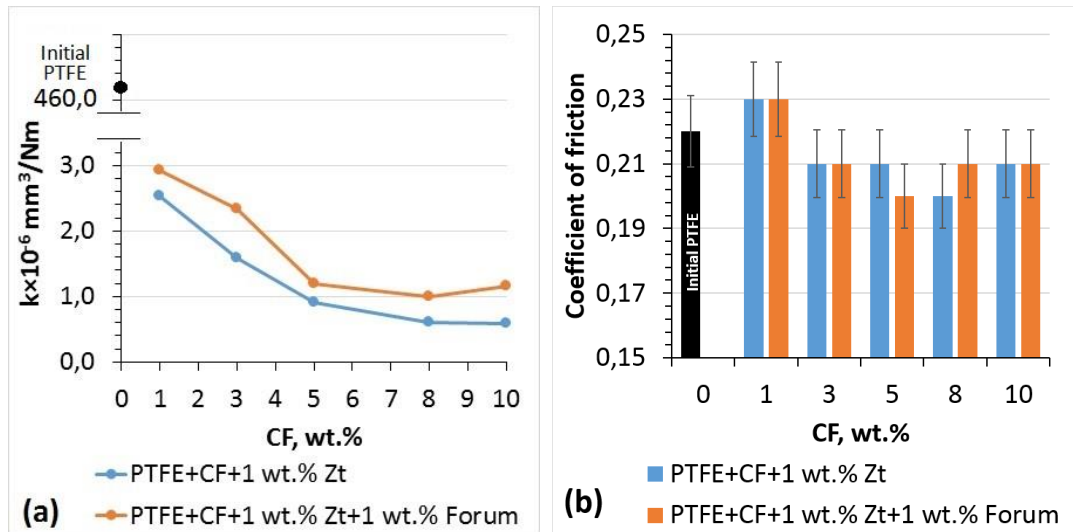 Initial
PTFE
460,0
3,0
2,0
1,0
0,0
k×10⁻⁶ mm³/Nm
0 1 2 3 4 5 6 7 8 9 10
CF, wt.%
PTFE+CF+1 wt.% Zt
PTFE+CF+1 wt.% Zt+1 wt.% Forum
(a)
0,25
0,23
0,21
0,19
0,17
0,15
Coefficient of friction
Initial PTFE
0 1 3 5 8 10
CF, wt.%
PTFE+CF+1 wt.% Zt
PTFE+CF+1 wt.% Zt+1 wt.% Forum
(b)